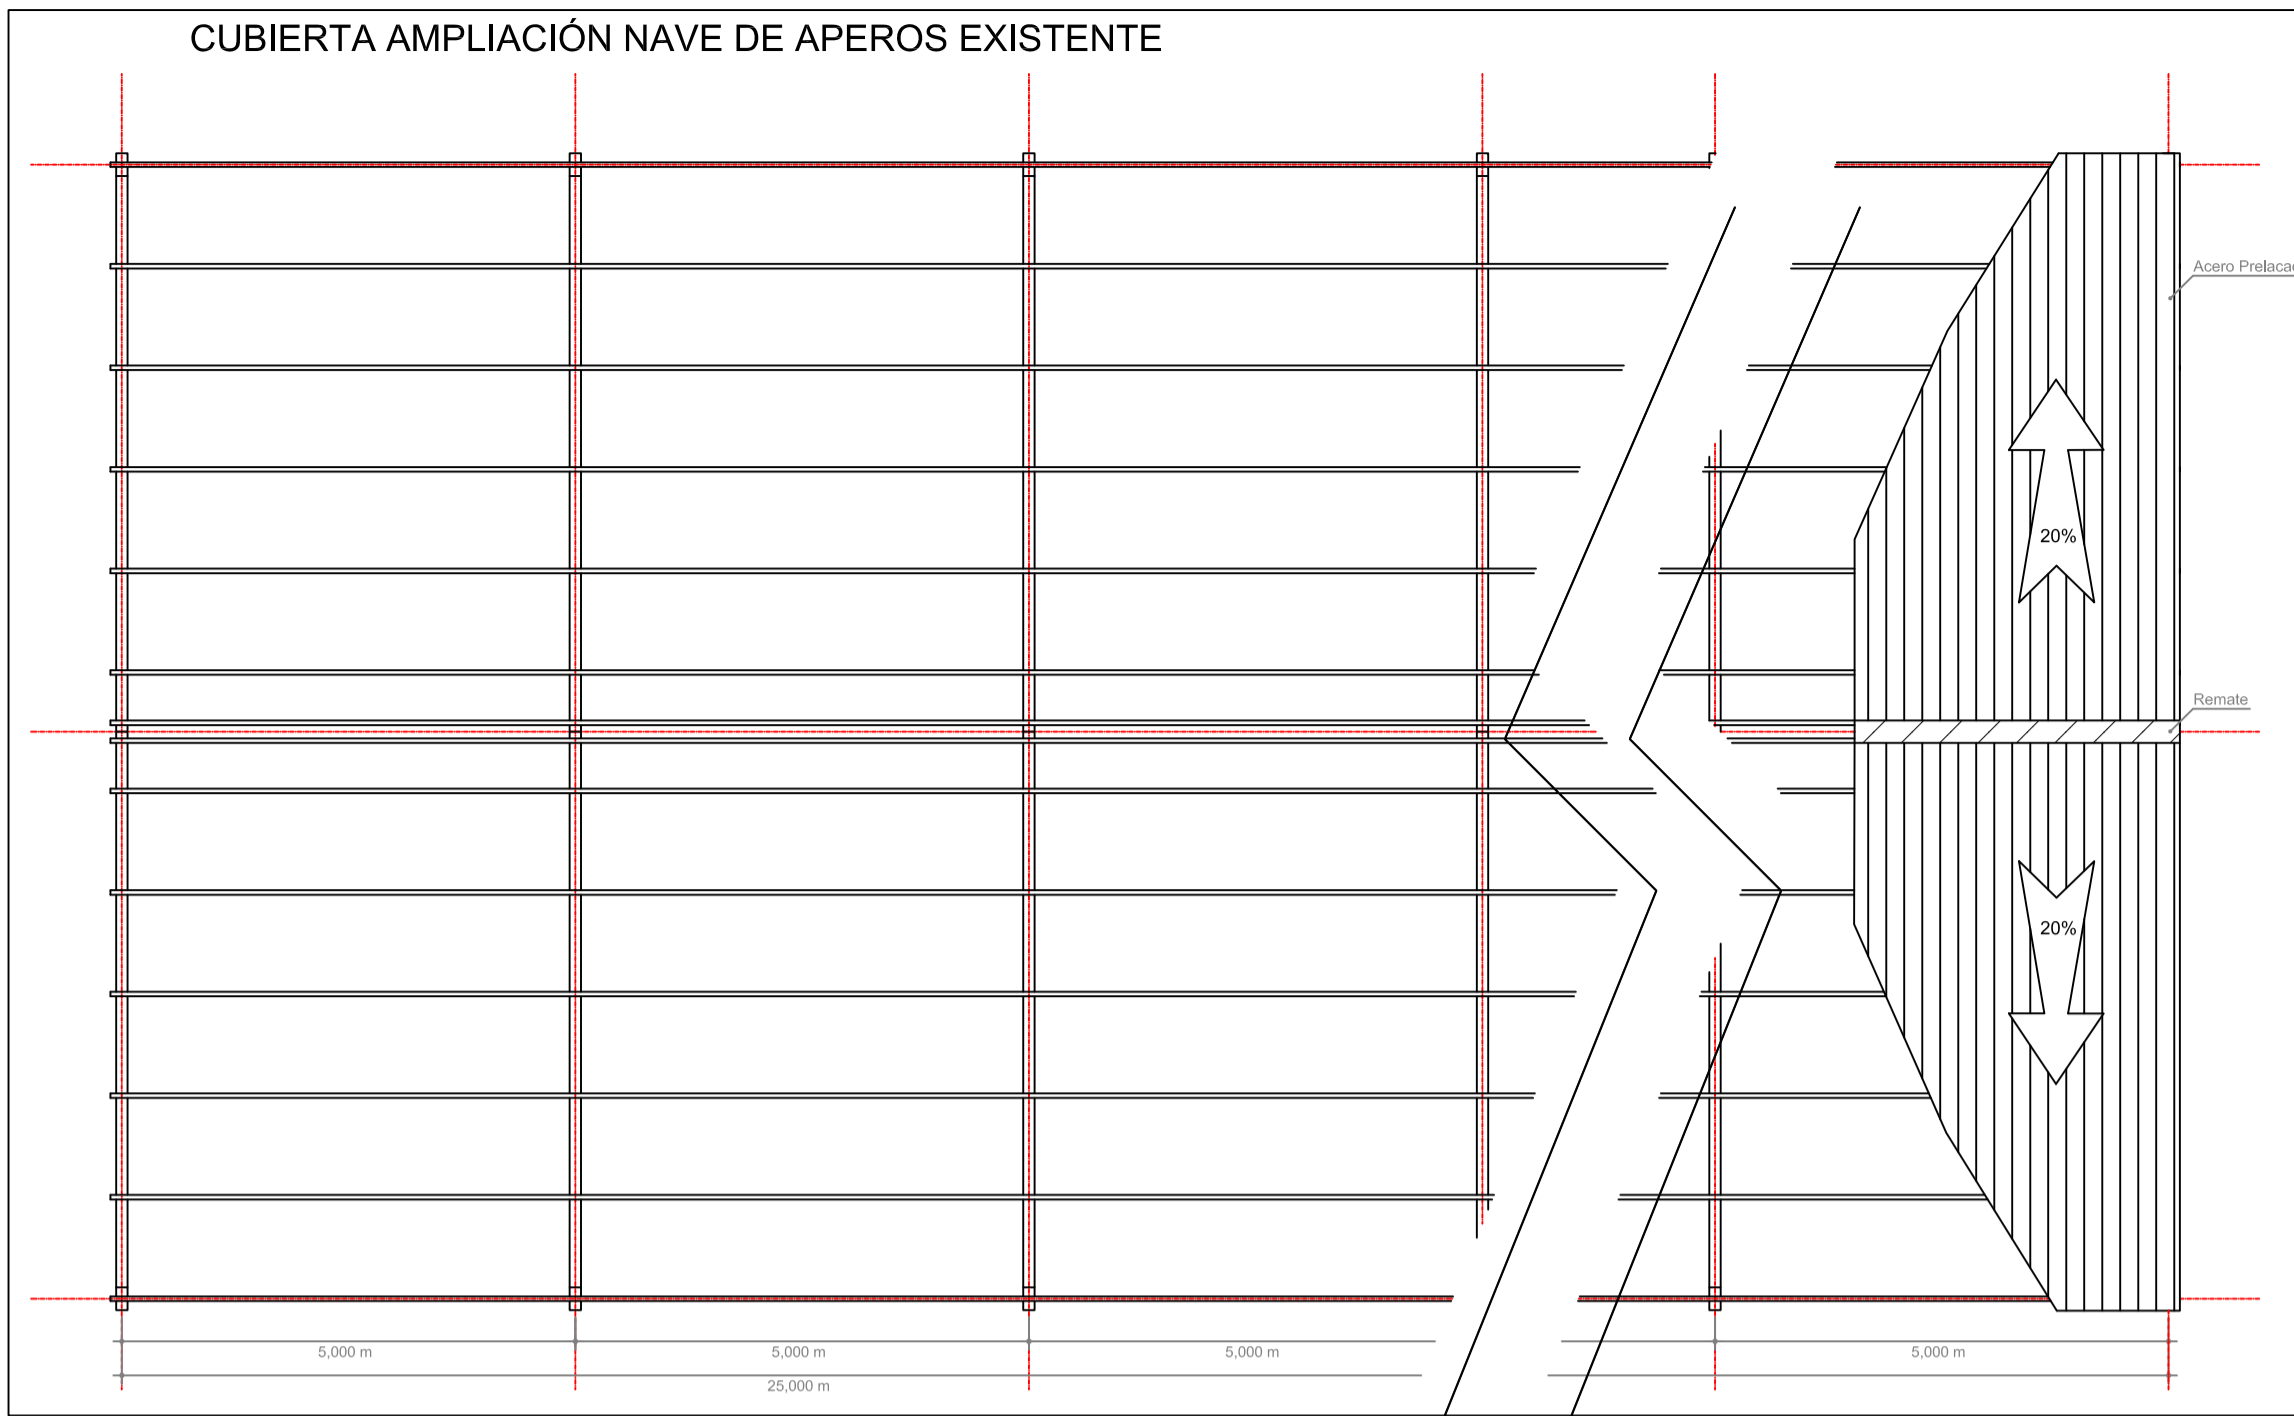 CUBIERTA AMPLIACIÓN NAVE DE APEROS EXISTENTE
Acero Prelacad
20%
Remate
20%
5,000 m 5,000 m 5,000 m 5,000 m
25,000 m